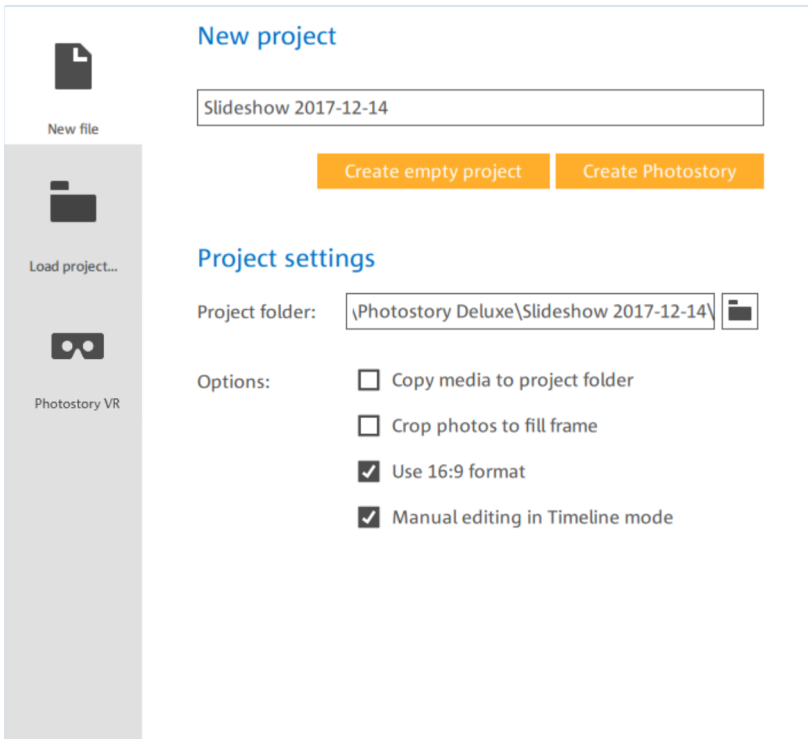 New file
Load project...
Photostory VR
New project
Slideshow 2017-12-14
Create empty project
Create Photostory
Project settings
Project folder: \Photostory Deluxe\Slideshow 2017-12-14\
Options:
Copy media to project folder
Crop photos to fill frame
Use 16:9 format
Manual editing in Timeline mode